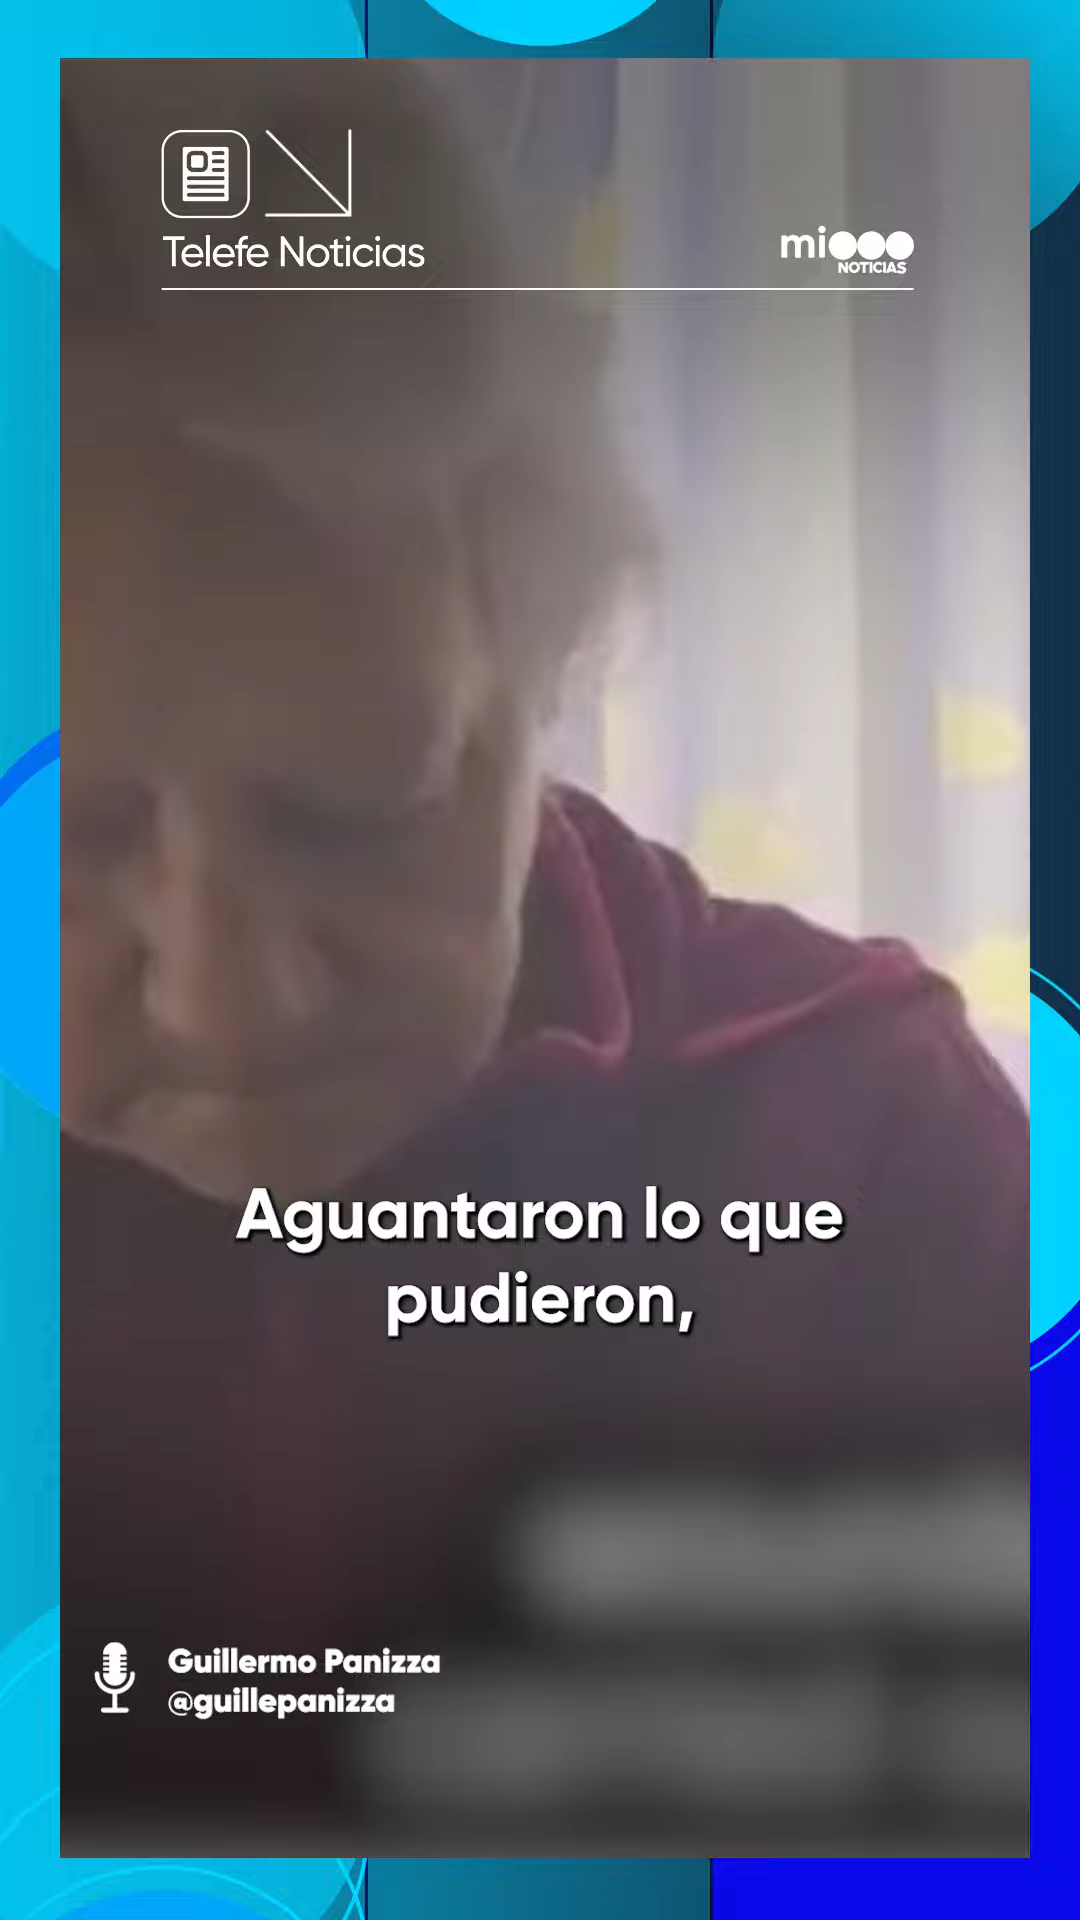 Telefe Noticias
mi
NOTICIAS
Aguantaron lo que
pudieron,
Guillermo Panizza
@guillepanizza